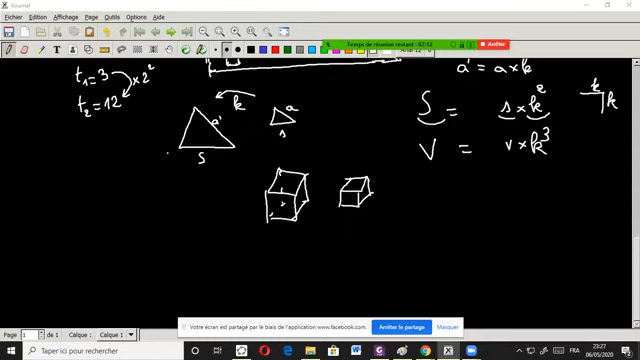 Xournal
Fichier Édition Affichage Page Outils Options Aide
Temps de réunion restant : 02:12
Arrêter
t₁=3
×2²
t₂=12
a' = a×k
k
a
a'
s
S
S = s×k²
k
k
V = v×k³
Votre écran est partagé par le biais de l'application www.facebook.com.
Arrêter le partage
Masquer
Page 1 de 1 Calque : Calque 1
Taper ici pour rechercher
FRA
23:27
06/05/2020